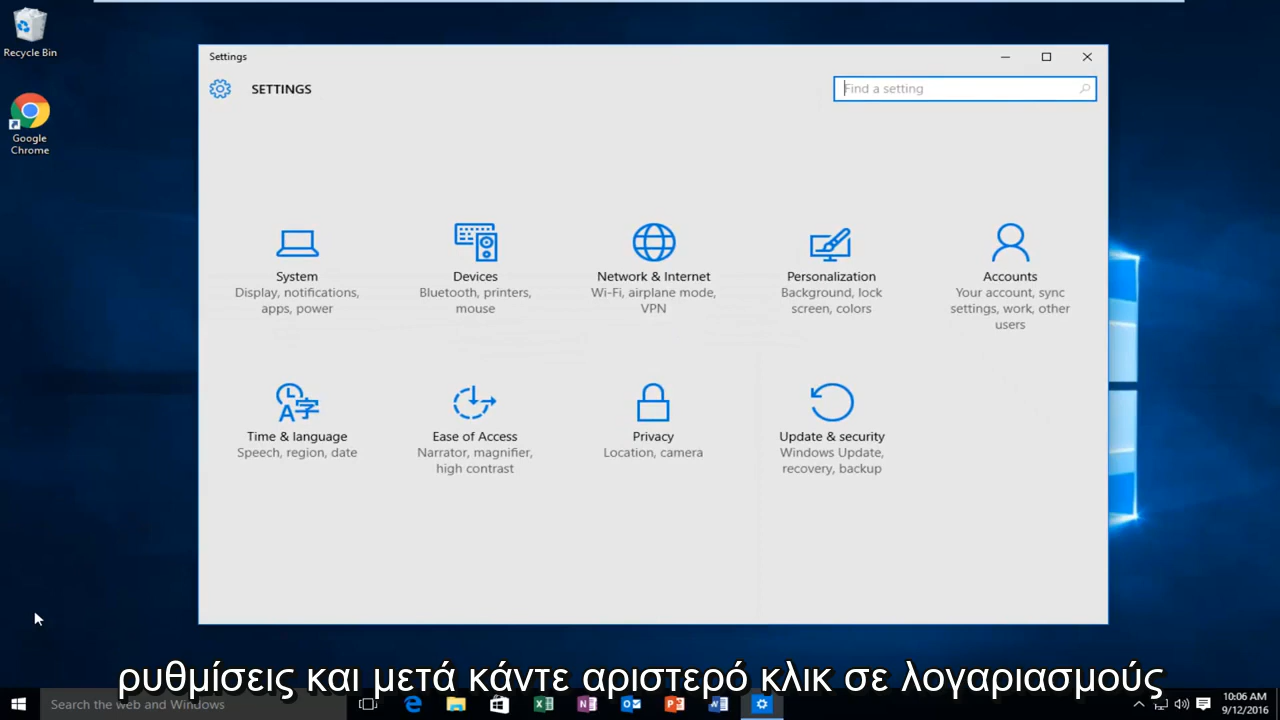 Recycle Bin
Google
Chrome
Settings
SETTINGS
Find a setting
System
Display, notifications,
apps, power
Devices
Bluetooth, printers,
mouse
Network & Internet
Wi-Fi, airplane mode,
VPN
Personalization
Background, lock
screen, colors
Accounts
Your account, sync
settings, work, other
users
Time & language
Speech, region, date
Ease of Access
Narrator, magnifier,
high contrast
Privacy
Location, camera
Update & security
Windows Update,
recovery, backup
ρυθμίσεις και μετά κάντε αριστερό κλικ σε λογαριασμούς
Search the web and Windows
10:06 AM
9/12/2016